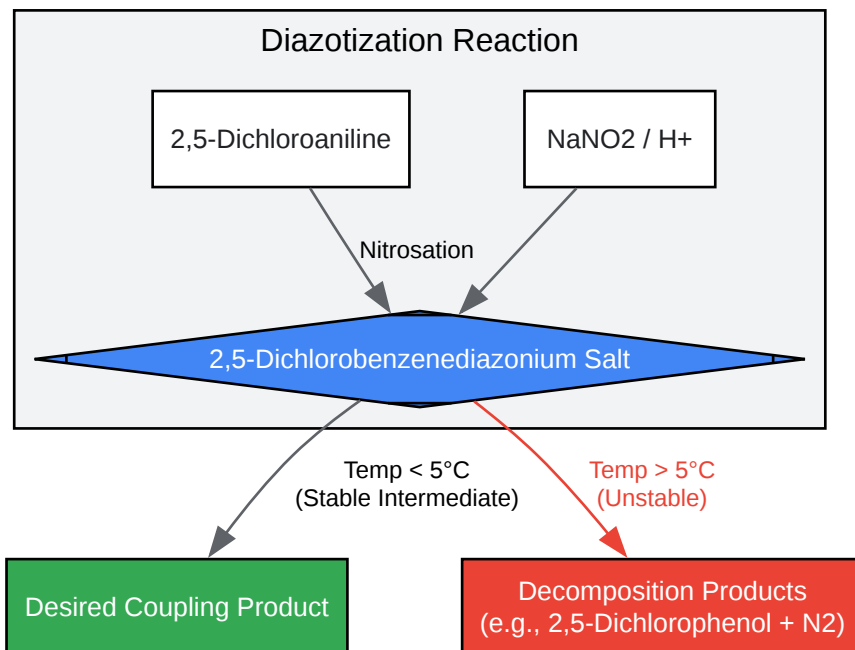 Diazotization Reaction
2,5-Dichloroaniline
NaNO2 / H+
Nitrosation
2,5-Dichlorobenzenediazonium Salt
Temp < 5°C
(Stable Intermediate)
Temp > 5°C
(Unstable)
Desired Coupling Product
Decomposition Products
(e.g., 2,5-Dichlorophenol + N2)